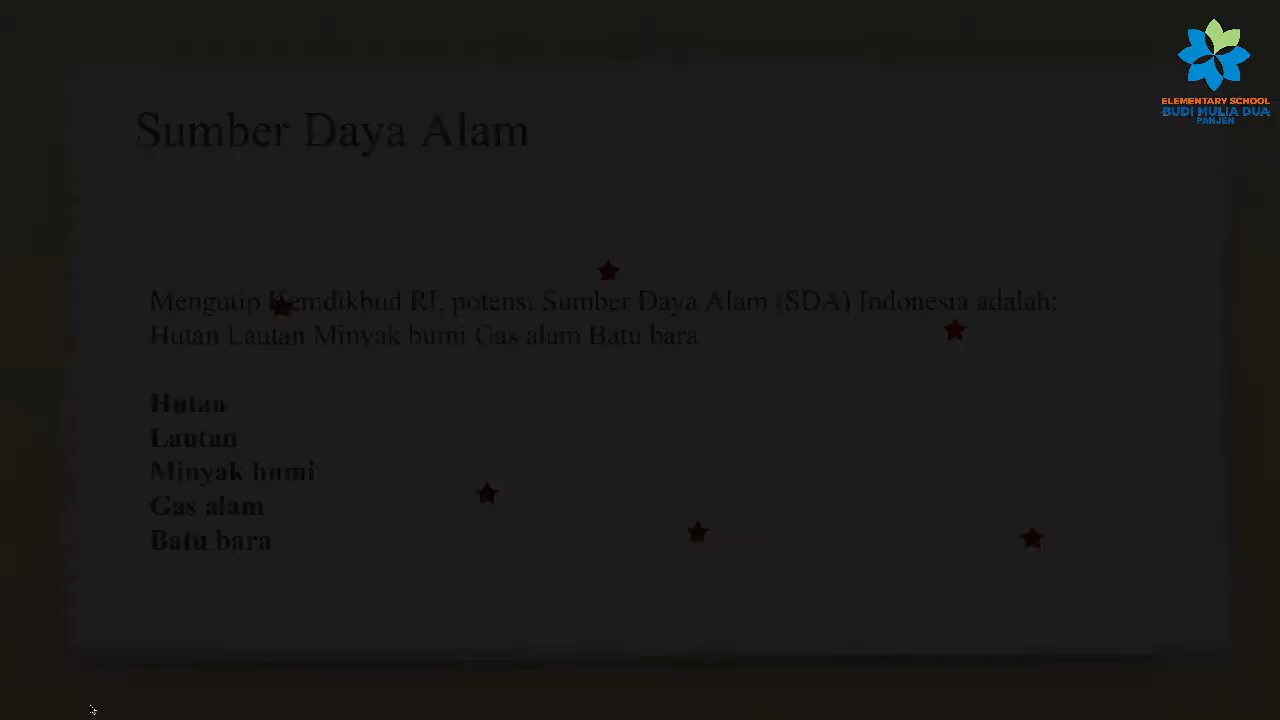 ELEMENTARY SCHOOL
BUDI MULIA DUA
PANJEN
Sumber Daya Alam
Mengutip Kemdikbud RI, potensi Sumber Daya Alam (SDA) Indonesia adalah:
Hutan Lautan Minyak bumi Gas alam Batu bara
Hutan
Lautan
Minyak bumi
Gas alam
Batu bara